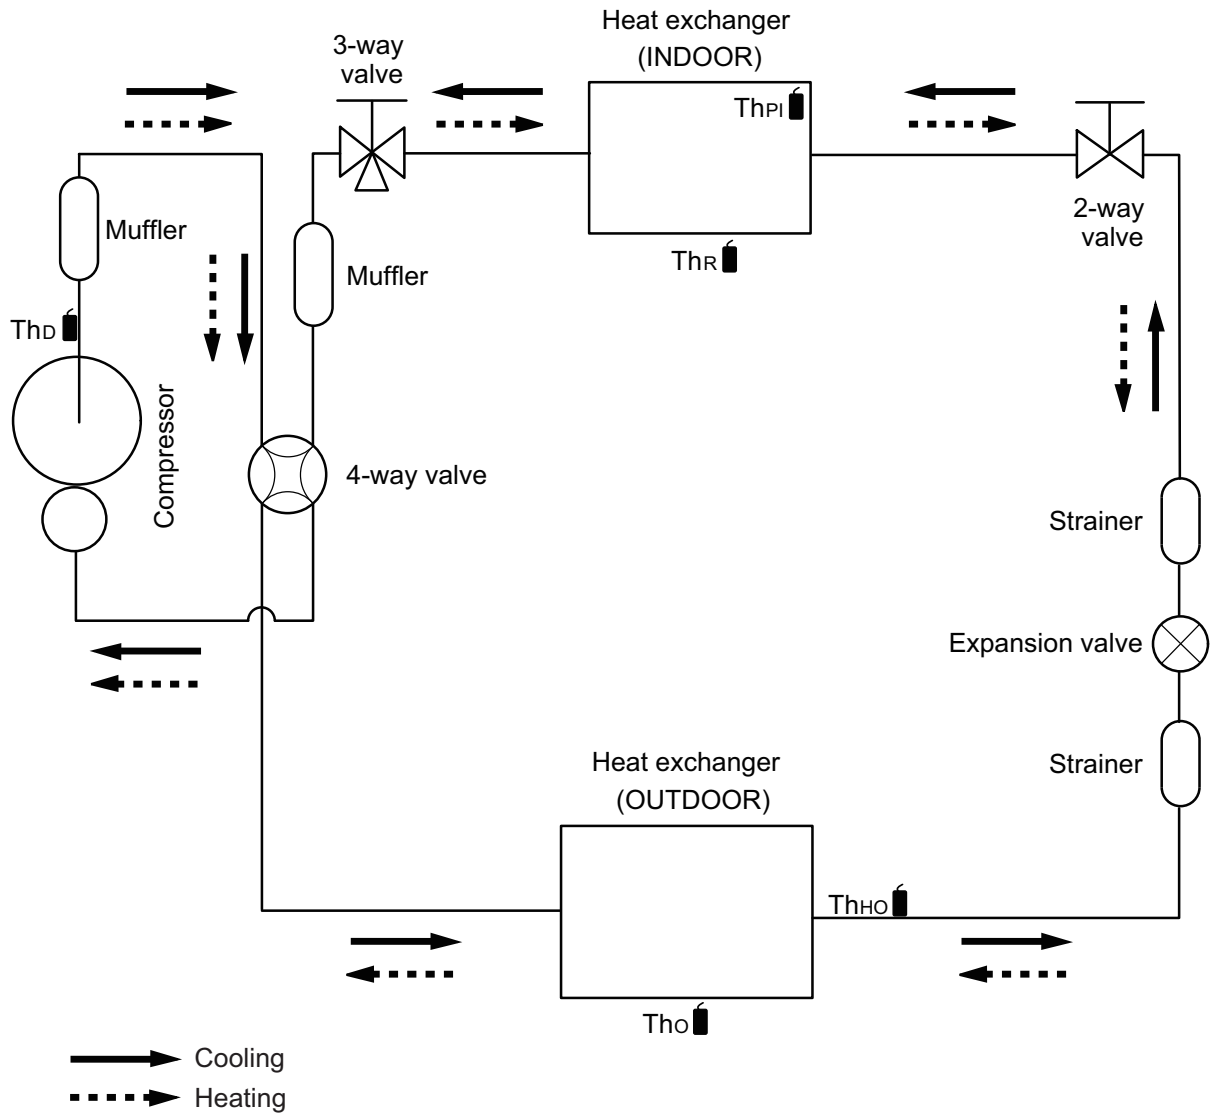 Heat exchanger
(INDOOR)
3-way
valve
ThPI
Muffler
2-way
valve
ThR
Muffler
ThD
Compressor
4-way valve
Strainer
Expansion valve
Strainer
Heat exchanger
(OUTDOOR)
ThHO
ThO
Cooling
Heating